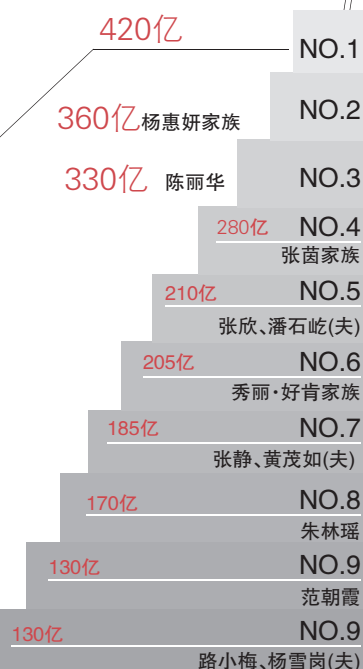 420亿 NO.1
NO.2
360亿 杨惠妍家族
330亿 陈丽华 NO.3
280亿 NO.4
张茵家族
210亿 NO.5
张欣、潘石屹(夫)
205亿 NO.6
秀丽·好肯家族
185亿 NO.7
张静、黄茂如(夫)
170亿 NO.8
朱林瑶
130亿 NO.9
范朝霞
130亿 NO.9
路小梅、杨雪岗(夫)